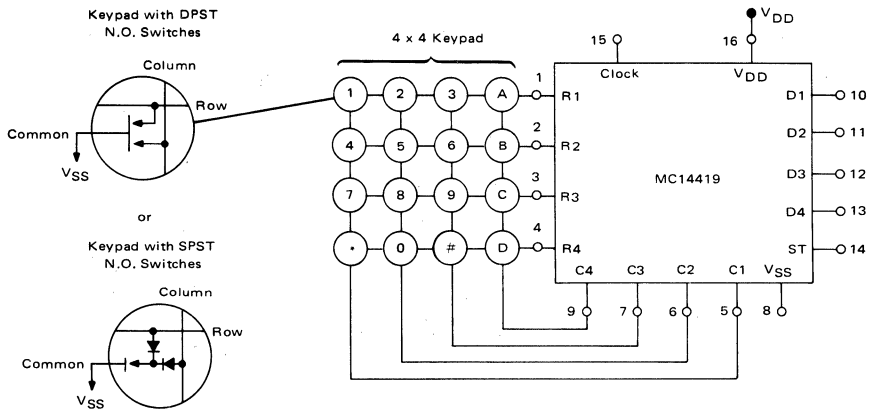 Keypad with DPST
N.O. Switches
Column
Row
Common
VSS
or
Keypad with SPST
N.O. Switches
Column
Row
Common
VSS
4 x 4 Keypad
1 2 3 A
4 5 6 B
7 8 9 C
* 0 # D
1 R1
2 R2
3 R3
4 R4
15
Clock
VDD
16
VDD
MC14419
D1 10
D2 11
D3 12
D4 13
ST 14
C4 C3 C2 C1 VSS
9 7 6 5 8